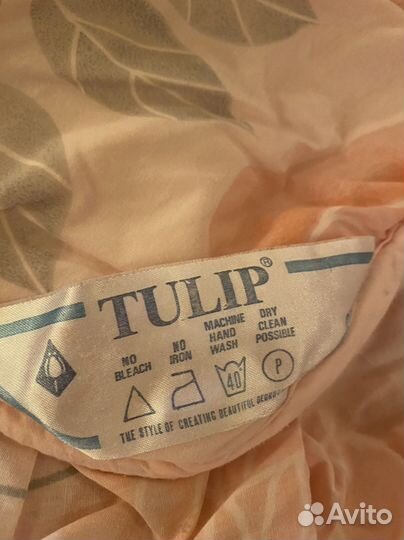 TULIP®
NO BLEACH
NO IRON
MACHINE HAND WASH
DRY CLEAN POSSIBLE
40
P
THE STYLE OF CREATING BEAUTIFUL
Avito